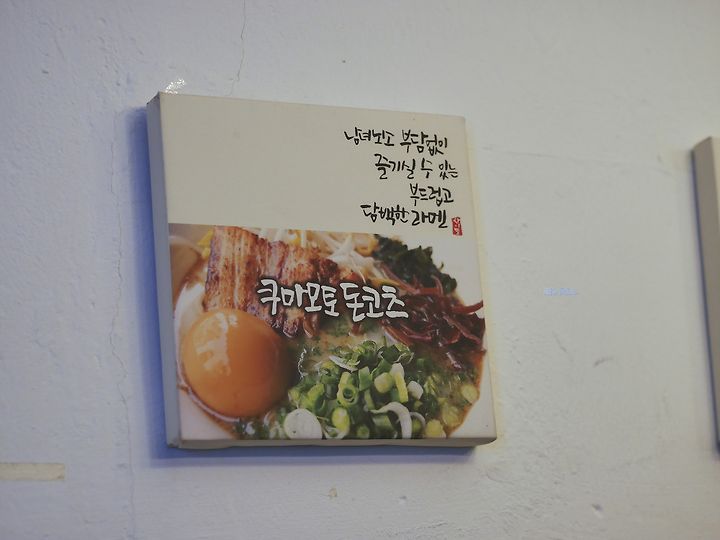 남녀노소 부담없이
즐기실 수 있는
부드럽고
담백한 라멘
쿠마모토 돈코츠